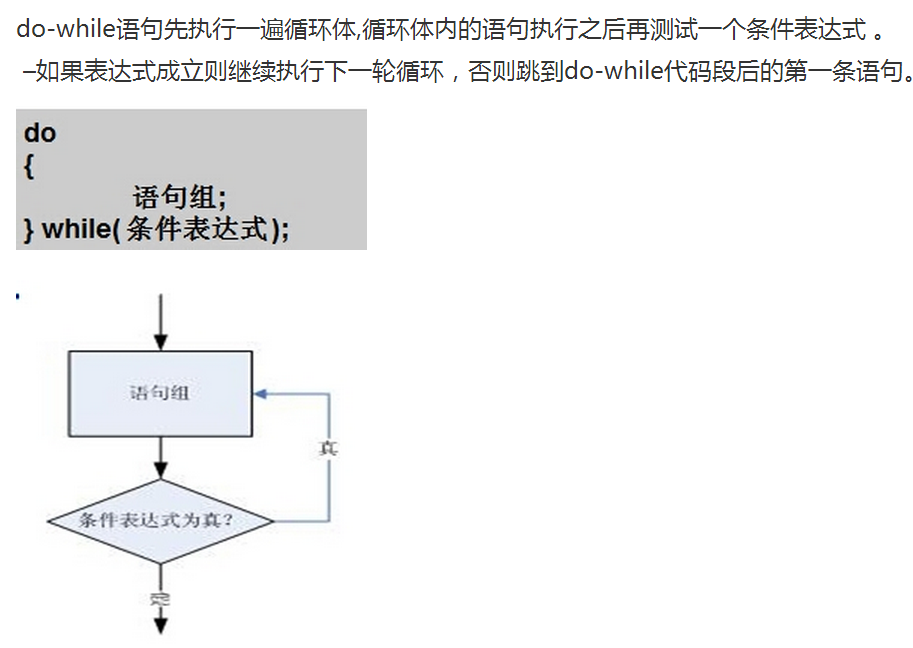 do-while语句先执行一遍循环体,循环体内的语句执行之后再测试一个条件表达式 。
–如果表达式成立则继续执行下一轮循环，否则跳到do-while代码段后的第一条语句。
do
{
语句组;
} while(条件表达式);
语句组
真
条件表达式为真?